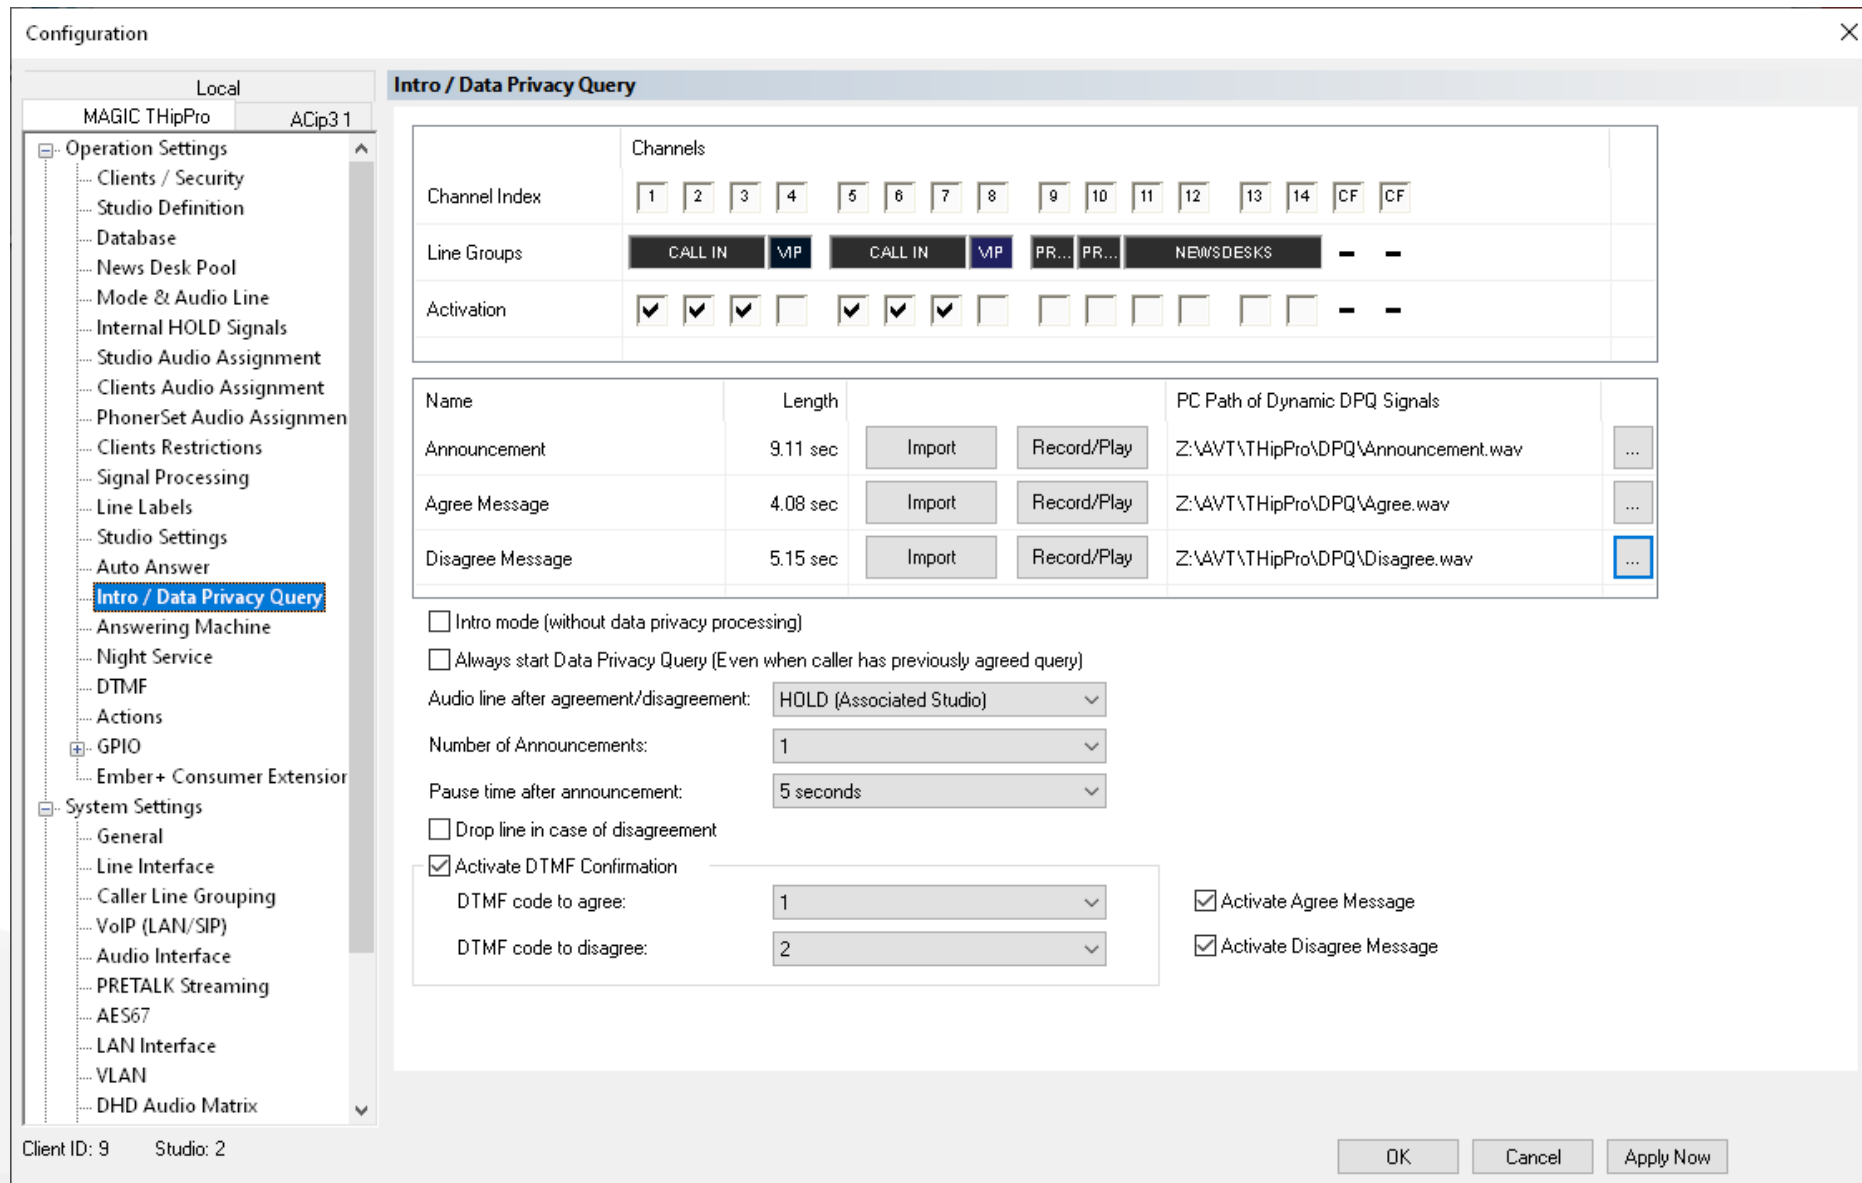 Configuration
Local
MAGIC THipPro ACip3 1
Operation Settings
Clients / Security
Studio Definition
Database
News Desk Pool
Mode & Audio Line
Internal HOLD Signals
Studio Audio Assignment
Clients Audio Assignment
PhonerSet Audio Assignmen
Clients Restrictions
Signal Processing
Line Labels
Studio Settings
Auto Answer
Intro / Data Privacy Query
Answering Machine
Night Service
DTMF
Actions
GPIO
Ember+ Consumer Extension
System Settings
General
Line Interface
Caller Line Grouping
VoIP (LAN/SIP)
Audio Interface
PRETALK Streaming
AES67
LAN Interface
VLAN
DHD Audio Matrix
Client ID: 9 Studio: 2
Intro / Data Privacy Query
Channels
Channel Index 1 2 3 4 5 6 7 8 9 10 11 12 13 14 CF CF
Line Groups CALL IN VIP CALL IN VIP PR... PR... NEWSDESKS – –
Activation – –
Name Length PC Path of Dynamic DPQ Signals
Announcement 9.11 sec Import Record/Play Z:\AVT\THipPro\DPQ\Announcement.wav ...
Agree Message 4.08 sec Import Record/Play Z:\AVT\THipPro\DPQ\Agree.wav ...
Disagree Message 5.15 sec Import Record/Play Z:\AVT\THipPro\DPQ\Disagree.wav ...
Intro mode (without data privacy processing)
Always start Data Privacy Query (Even when caller has previously agreed query)
Audio line after agreement/disagreement: HOLD (Associated Studio)
Number of Announcements: 1
Pause time after announcement: 5 seconds
Drop line in case of disagreement
Activate DTMF Confirmation
DTMF code to agree: 1 Activate Agree Message
DTMF code to disagree: 2 Activate Disagree Message
OK Cancel Apply Now